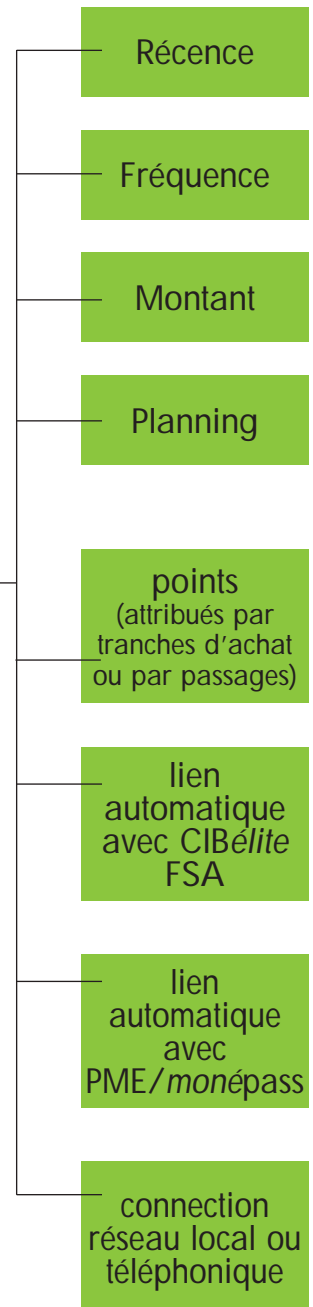 Récence
Fréquence
Montant
Planning
points
(attribués par
tranches d'achat
ou par passages)
lien
automatique
avec CIBélite
FSA
lien
automatique
avec
PME/monépass
connection
réseau local ou
téléphonique